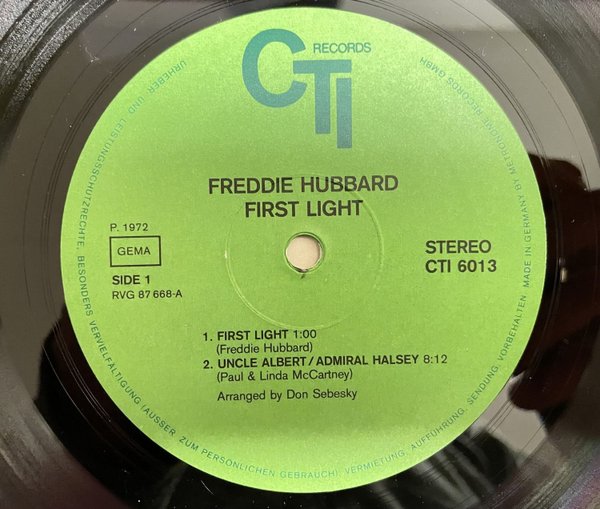 RECORDS
CTI
FREDDIE HUBBARD
FIRST LIGHT
P. 1972
GEMA
SIDE 1
RVG 87 668-A
STEREO
CTI 6013
1. FIRST LIGHT 1:00
(Freddie Hubbard)
2. UNCLE ALBERT/ADMIRAL HALSEY 8:12
(Paul & Linda McCartney)
Arranged by Don Sebesky
URHEBER UND LEISTUNGSSCHUTZRECHTE, BESONDERS VERVIELFÄLTIGUNG (AUSSER ZUM PERSÖNLICHEN GEBRAUCH), VERMIETUNG, AUFFÜHRUNG, SENDUNG, VORBEHALTEN. MADE IN GERMANY BY METRONOME RECORDS GMBH